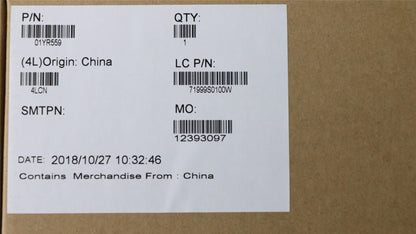 P/N: QTY:
01YR559 1
(4L)Origin: China LC P/N:
4LCN 71999S0100W
SMTPN: MO:
12393097
DATE: 2018/10/27 10:32:46
Contains Merchandise From : China